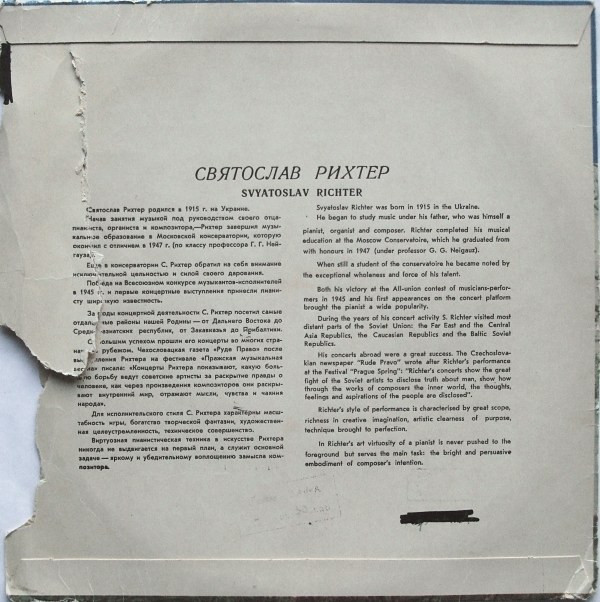 СВЯТОСЛАВ РИХТЕР
SVYATOSLAV RICHTER
Святослав Рихтер родился в 1915 г. на Украине.
Начав занятия музыкой под руководством своего отца-
пианиста, органиста и композитора,—Рихтер завершил музы-
кальное образование в Московской консерватории, которую
окончил с отличием в 1947 г. (по классу профессора Г. Г. Ней-
гауза).
Еще в консерватории С. Рихтер обратил на себя внимание
исключительной цельностью и силой своего дарования.
Победа на Всесоюзном конкурсе музыкантов-исполнителей
в 1945 г. и первые концертные выступления принесли пиани-
сту широкую известность.
За годы концертной деятельности С. Рихтер посетил самые
отдаленные районы нашей Родины — от Дальнего Востока до
Среднеазиатских республик, от Закавказья до Прибалтики.
С большим успехом прошли его концерты во многих стра-
нах за рубежом. Чехословацкая газета «Руде Право» после
выступления Рихтера на фестивале «Пражская музыкальная
весна» писала: «Концерты Рихтера показывают, какую боль-
шую борьбу ведут советские артисты за раскрытие правды о
человеке, как через произведение композиторов они раскры-
вают внутренний мир, отражают мысли, чувства и чаяния
народа».
Для исполнительского стиля С. Рихтера характерны масш-
табность игры, богатство творческой фантазии, художествен-
ная целеустремленность, техническое совершенство.
Виртуозная пианистическая техника в искусстве Рихтера
никогда не выдвигается на первый план, а служит основной
задаче — яркому и убедительному воплощению замысла ком-
позитора.
Svyatoslav Richter was born in 1915 in the Ukraine.
He began to study music under his father, who was himself a
pianist, organist and composer. Richter completed his musical
education at the Moscow Conservatoire, which he graduated from
with honours in 1947 (under professor G. G. Neigauz).
When still a student of the conservatoire he became noted by
the exceptional wholeness and force of his talent.
Both his victory at the All-union contest of musicians-perfor-
mers in 1945 and his first appearances on the concert platform
brought the pianist a wide popularity.
During the years of his concert activity S. Richter visited most
distant parts of the Soviet Union: the Far East and the Central
Asia Republics, the Caucasian Republics and the Baltic Soviet
Republics.
His concerts abroad were a great success. The Czechoslova-
kian newspaper "Rude Pravo" wrote after Richter's performance
at the Festival "Prague Spring": "Richter's concerts show the great
fight of the Soviet artists to disclose truth about man, show how
through the works of composers the inner world, the thoughts,
feelings and aspirations of the people are disclosed".
Richter's style of performance is characterised by great scope,
richness in creative imagination, artistic clearness of purpose,
technique brought to perfection.
In Richter's art virtuosity of a pianist is never pushed to the
foreground but serves the main task: the bright and persuasive
embodiment of composer's intention.